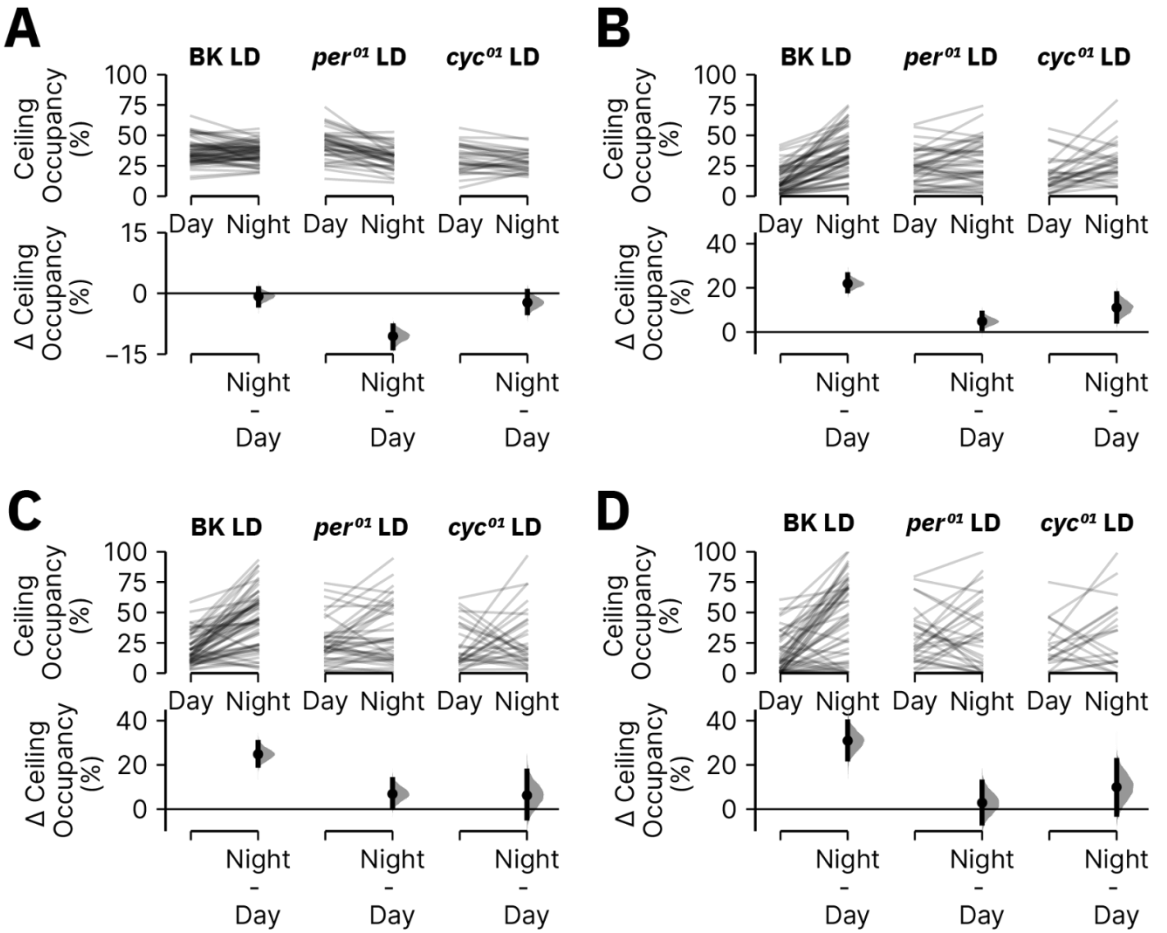 A
BK LD per⁰¹ LD cyc⁰¹ LD
Ceiling
Occupancy
(%)
100
75
50
25
0
Day Night Day Night Day Night
Δ Ceiling
Occupancy
(%)
15
0
−15
Night Night Night
- - -
Day Day Day
B
BK LD per⁰¹ LD cyc⁰¹ LD
Ceiling
Occupancy
(%)
100
75
50
25
0
Day Night Day Night Day Night
Δ Ceiling
Occupancy
(%)
40
20
0
Night Night Night
- - -
Day Day Day
C
BK LD per⁰¹ LD cyc⁰¹ LD
Ceiling
Occupancy
(%)
100
75
50
25
0
Day Night Day Night Day Night
Δ Ceiling
Occupancy
(%)
40
20
0
Night Night Night
- - -
Day Day Day
D
BK LD per⁰¹ LD cyc⁰¹ LD
Ceiling
Occupancy
(%)
100
75
50
25
0
Day Night Day Night Day Night
Δ Ceiling
Occupancy
(%)
40
20
0
Night Night Night
- - -
Day Day Day